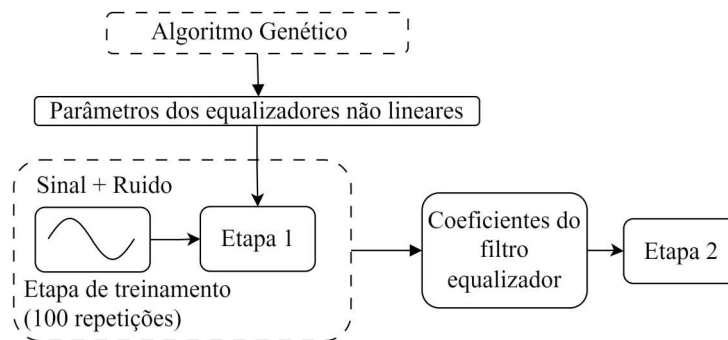 Algoritmo Genético
Parâmetros dos equalizadores não lineares
Sinal + Ruido
Etapa 1
Etapa de treinamento
(100 repetições)
Coeficientes do
filtro
equalizador
Etapa 2